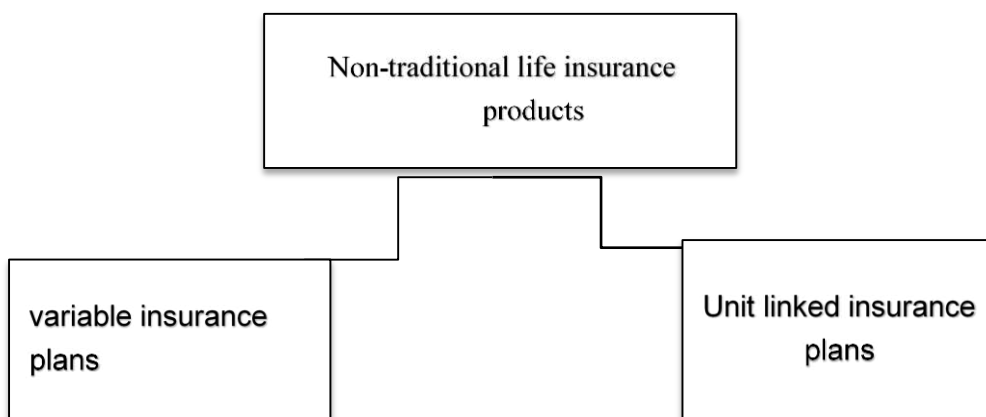 Non-traditional life insurance
products
variable insurance
plans
Unit linked insurance
plans